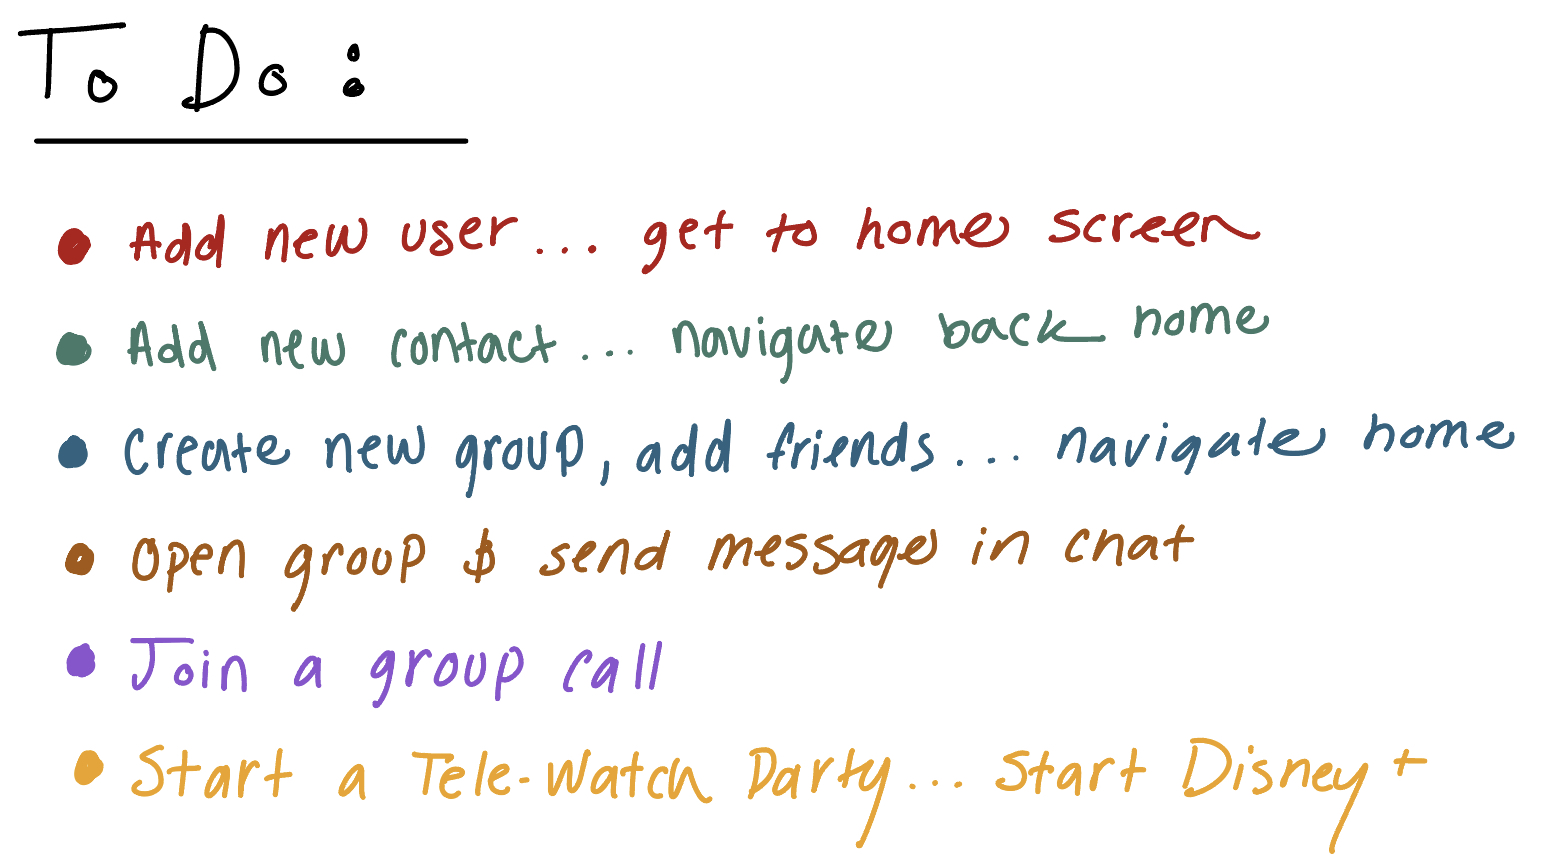 To Do:
• Add new user... get to home screen
• Add new contact... navigate back home
• Create new group, add friends... navigate home
• Open group & send message in chat
• Join a group call
• Start a Tele-Watch Party... Start Disney+